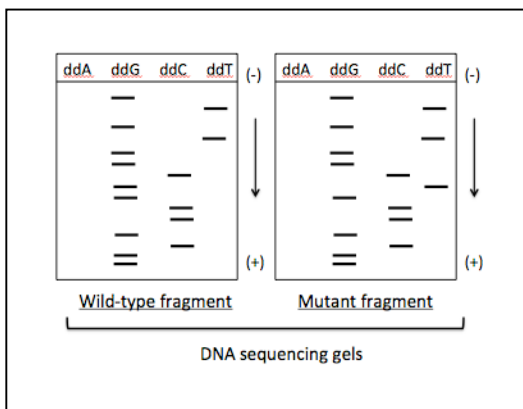 ddA ddG ddC ddT (-) ddA ddG ddC ddT (-)
(+) (+)
Wild-type fragment Mutant fragment
DNA sequencing gels